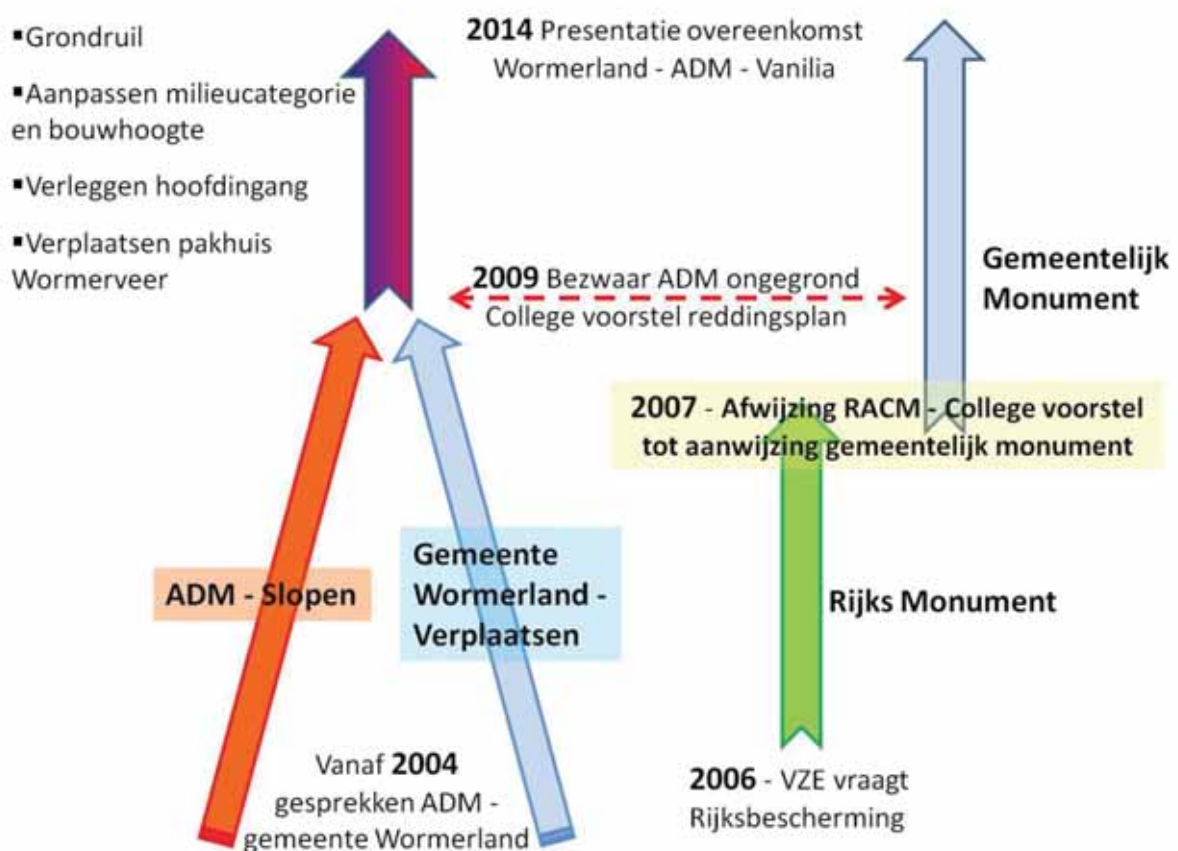 ▪Grondruil
▪Aanpassen milieucategorie
en bouwhoogte
▪Verleggen hoofdingang
▪Verplaatsen pakhuis
Wormerveer
2014 Presentatie overeenkomst
Wormerland - ADM - Vanilia
2009 Bezwaar ADM ongegrond
College voorstel reddingsplan
Gemeentelijk
Monument
2007 - Afwijzing RACM - College voorstel
tot aanwijzing gemeentelijk monument
ADM - Slopen
Gemeente
Wormerland -
Verplaatsen
Rijks Monument
Vanaf 2004
gesprekken ADM -
gemeente Wormerland
2006 - VZE vraagt
Rijksbescherming